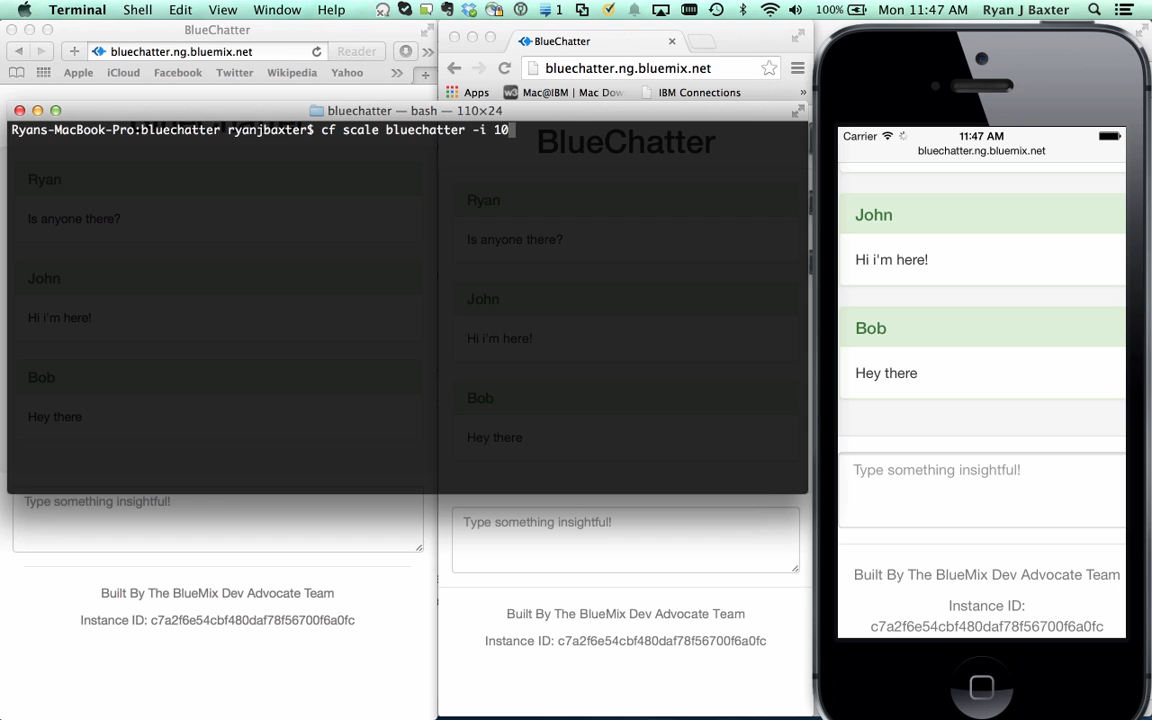 Terminal Shell Edit View Window Help 1 100% Mon 11:47 AM Ryan J Baxter
BlueChatter
bluechatter.ng.bluemix.net Reader
Apple iCloud Facebook Twitter Wikipedia Yahoo
BlueChatter
bluechatter.ng.bluemix.net
Apps w3 Mac@IBM | Mac Dow IBM Connections
bluechatter — bash — 110×24
Ryans-MacBook-Pro:bluechatter ryanjbaxter$ cf scale bluechatter -i 10
Ryan
Is anyone there?
John
Hi i'm here!
Bob
Hey there
Type something insightful!
Built By The BlueMix Dev Advocate Team
Instance ID: c7a2f6e54cbf480daf78f56700f6a0fc
BlueChatter
Ryan
Is anyone there?
John
Hi i'm here!
Bob
Hey there
Type something insightful!
Built By The BlueMix Dev Advocate Team
Instance ID: c7a2f6e54cbf480daf78f56700f6a0fc
Carrier 11:47 AM
bluechatter.ng.bluemix.net
John
Hi i'm here!
Bob
Hey there
Type something insightful!
Built By The BlueMix Dev Advocate Team
Instance ID:
c7a2f6e54cbf480daf78f56700f6a0fc